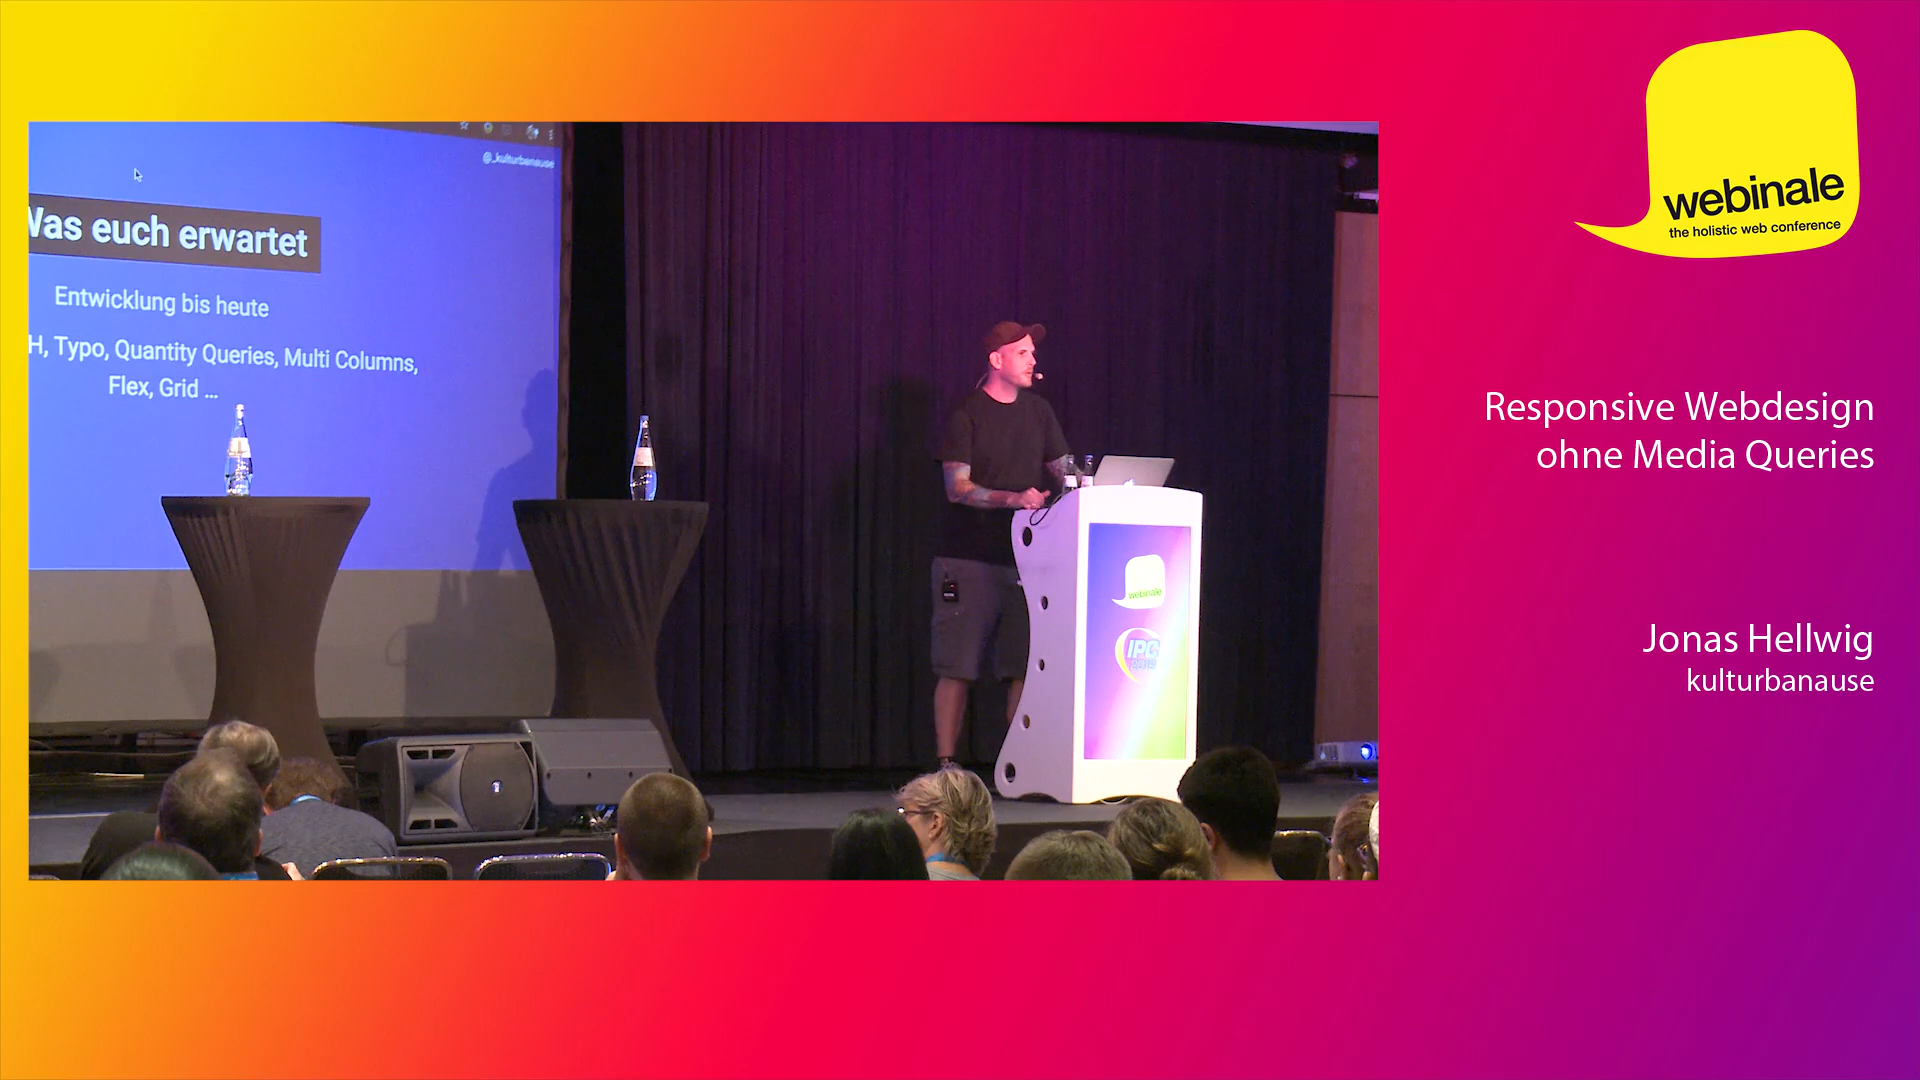 @_kulturbanause
Was euch erwartet
Entwicklung bis heute
H, Typo, Quantity Queries, Multi Columns,
Flex, Grid ...
webinale
IPC
webinale
the holistic web conference
Responsive Webdesign
ohne Media Queries
Jonas Hellwig
kulturbanause